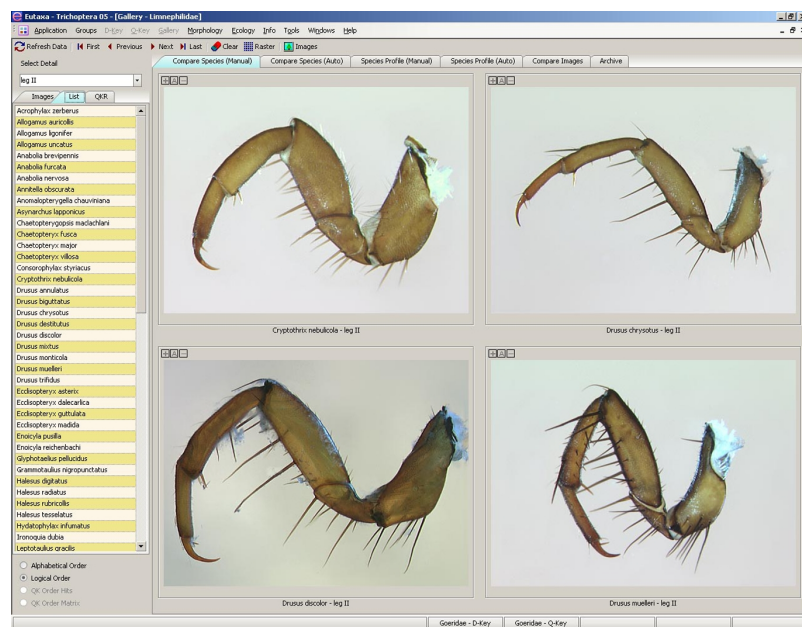 Eutaxa - Trichoptera 05 - [Gallery - Limnephilidae]
Application Groups D-Key Q-Key Gallery Morphology Ecology Info Tools Windows Help
Refresh Data First Previous Next Last Clear Raster Images
Select Detail
leg II
Images List QKR
Acrophylax zerberus
Allogamus auricollis
Allogamus ligonifer
Allogamus uncatus
Anabolia brevipennis
Anabolia furcata
Anabolia nervosa
Annitella obscurata
Anomalopterygella chauviniana
Asynarchus lapponicus
Chaetopterygopsis maclachlani
Chaetopteryx fusca
Chaetopteryx major
Chaetopteryx villosa
Consorophylax styriacus
Cryptothrix nebulicola
Drusus annulatus
Drusus biguttatus
Drusus chrysotus
Drusus destitutus
Drusus discolor
Drusus mixtus
Drusus monticola
Drusus muelleri
Drusus trifidus
Ecclisopteryx asterix
Ecclisopteryx dalecarlica
Ecclisopteryx guttulata
Ecclisopteryx madida
Enoicyla pusilla
Enoicyla reichenbachi
Glyphotaelius pellucidus
Grammotaulius nigropunctatus
Halesus digitatus
Halesus radiatus
Halesus rubricollis
Halesus tesselatus
Hydatophylax infumatus
Ironoquia dubia
Leptotaulius gracilis
Alphabetical Order
Logical Order
QK Order Hits
QK Order Matrix
Compare Species (Manual) Compare Species (Auto) Species Profile (Manual) Species Profile (Auto) Compare Images Archive
Cryptothrix nebulicola - leg II
Drusus chrysotus - leg II
Drusus discolor - leg II
Drusus muelleri - leg II
Goeridae - D-Key Goeridae - Q-Key